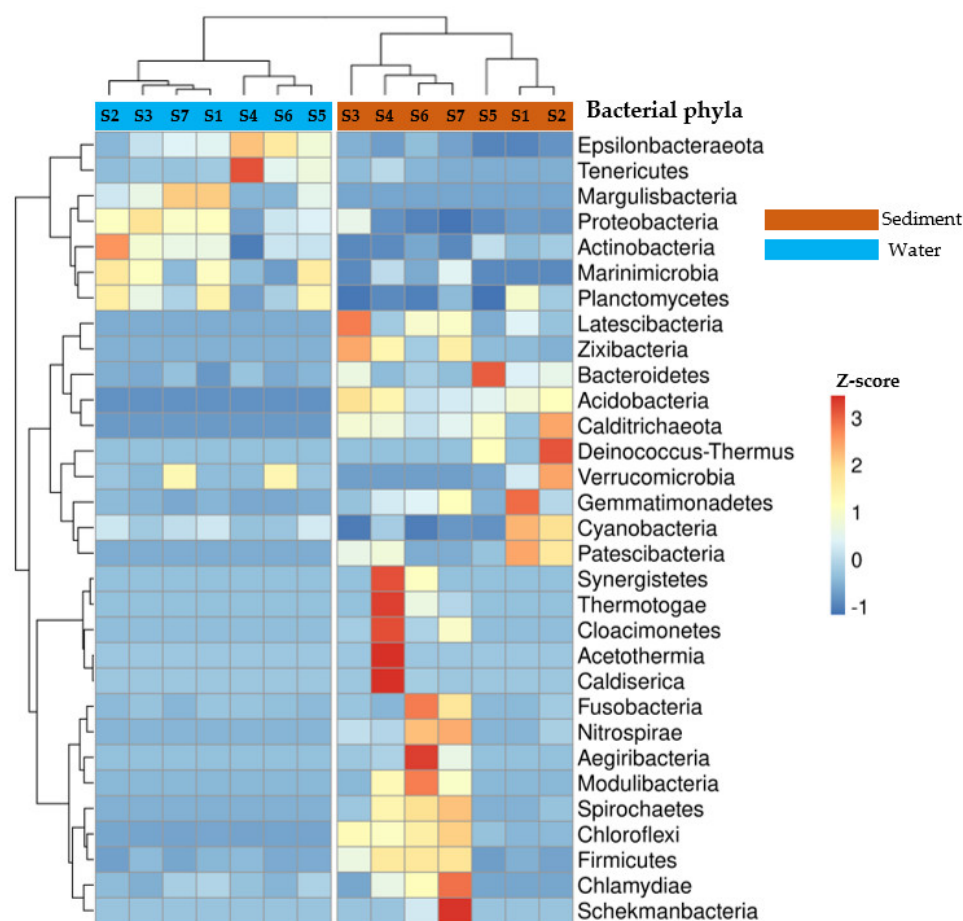 S2 S3 S7 S1 S4 S6 S5 S3 S4 S6 S7 S5 S1 S2
Bacterial phyla
Epsilonbacteraeota
Tenericutes
Margulisbacteria
Proteobacteria
Actinobacteria
Marinimicrobia
Planctomycetes
Latescibacteria
Zixibacteria
Bacteroidetes
Acidobacteria
Calditrichaeota
Deinococcus-Thermus
Verrucomicrobia
Gemmatimonadetes
Cyanobacteria
Patescibacteria
Synergistetes
Thermotogae
Cloacimonetes
Acetothermia
Caldiserica
Fusobacteria
Nitrospirae
Aegiribacteria
Modulibacteria
Spirochaetes
Chloroflexi
Firmicutes
Chlamydiae
Schekmanbacteria
Sediment
Water
Z-score
3
2
1
0
-1